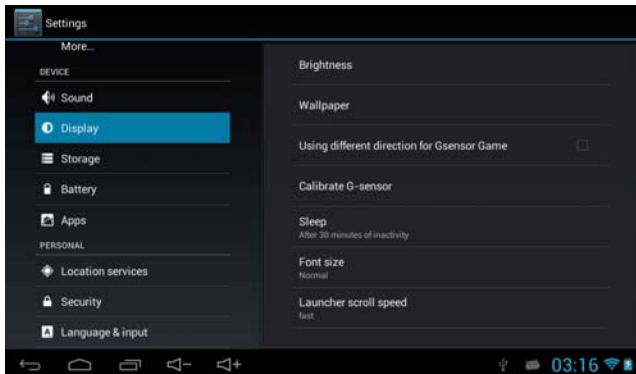 Settings
More...
DEVICE
Sound
Display
Storage
Battery
Apps
PERSONAL
Location services
Security
Language & input
Brightness
Wallpaper
Using different direction for Gsensor Game
Calibrate G-sensor
Sleep
After 30 minutes of inactivity
Font size
Normal
Launcher scroll speed
fast
03:16